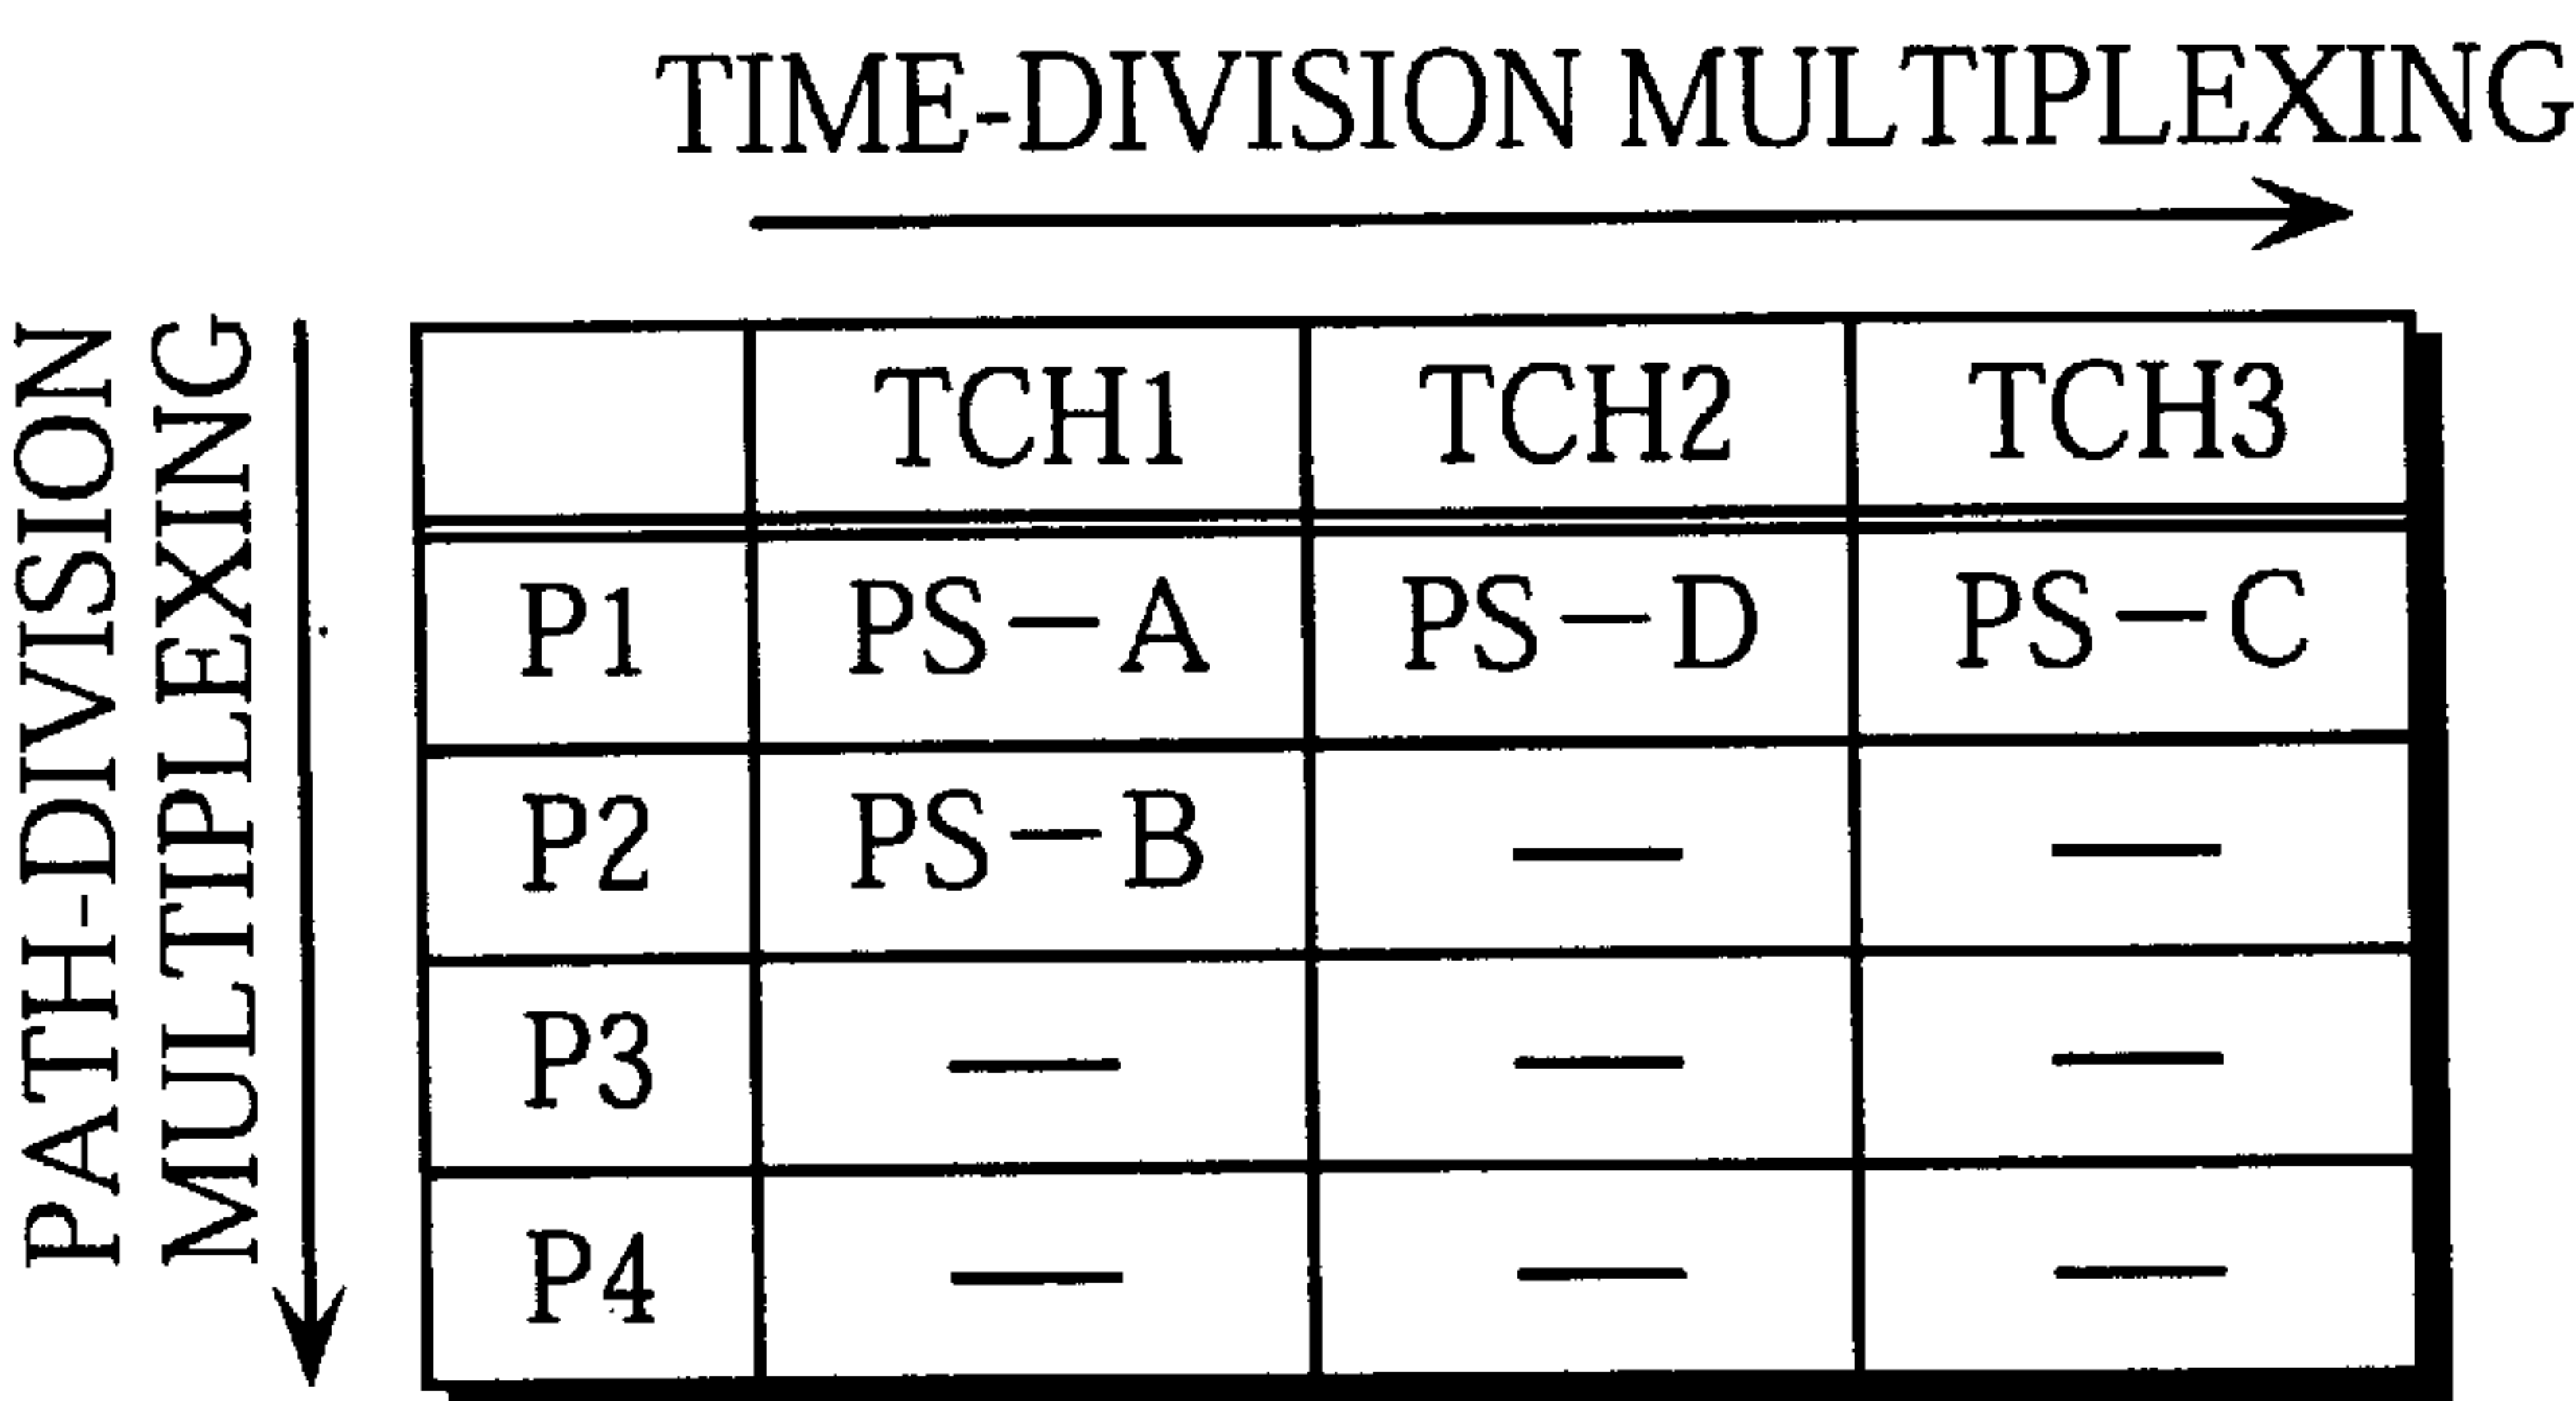 TIME-DIVISION MULTIPLEXING
PATH-DIVISION
MULTIPLEXING
TCH1 TCH2 TCH3
P1 PS-A PS-D PS-C
P2 PS-B — —
P3 — — —
P4 — — —